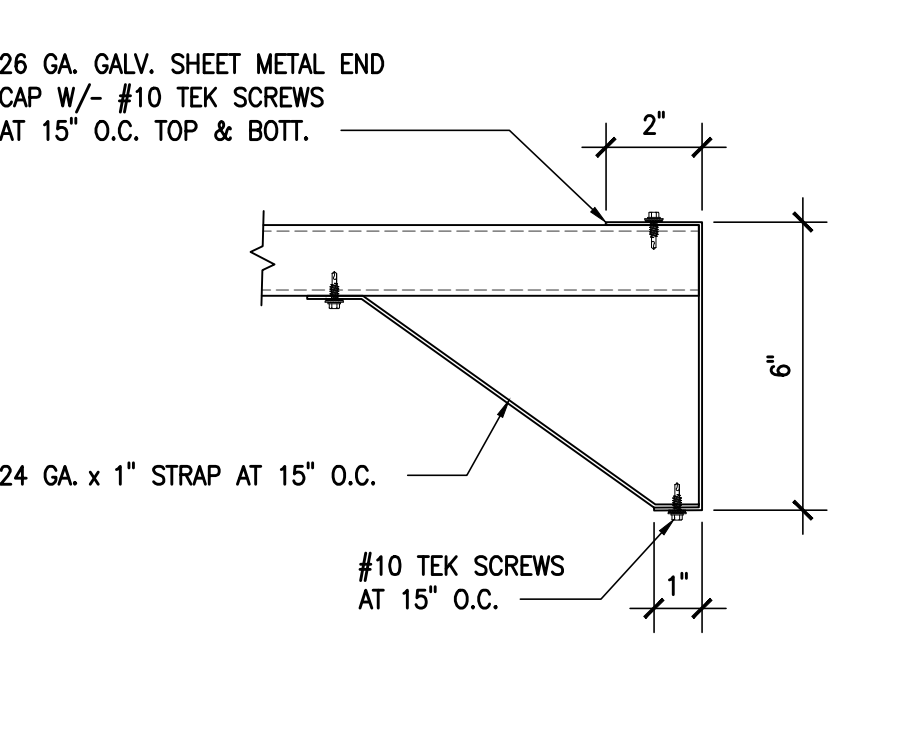 26 GA. GALV. SHEET METAL END
CAP W/- #10 TEK SCREWS
AT 15" O.C. TOP & BOTT.
2"
6"
24 GA. x 1" STRAP AT 15" O.C.
#10 TEK SCREWS
AT 15" O.C.
1"